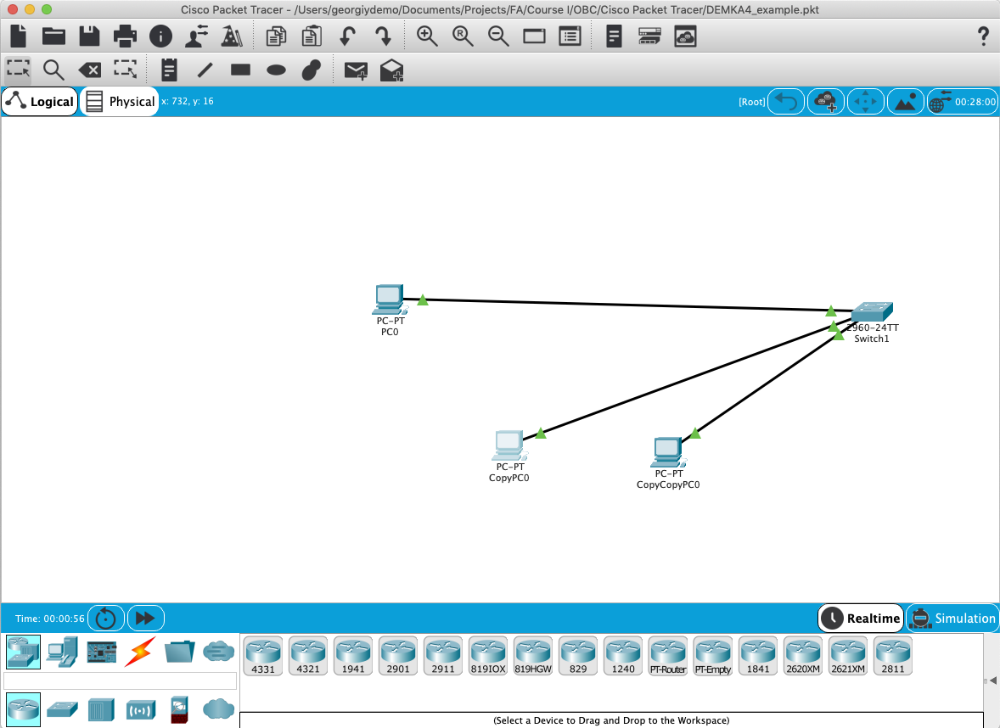 Cisco Packet Tracer - /Users/georgiydemo/Documents/Projects/FA/Course I/OBC/Cisco Packet Tracer/DEMKA4_example.pkt
R
?
Logical
Physical
x: 732, y: 16
[Root]
00:28:00
PC-PT
PC0
2960-24TT
Switch1
PC-PT
CopyPC0
PC-PT
CopyCopyPC0
Time: 00:00:56
Realtime
Simulation
4331
4321
1941
2901
2911
819IOX
819HGW
829
1240
PT-Router
PT-Empty
1841
2620XM
2621XM
2811
(Select a Device to Drag and Drop to the Workspace)